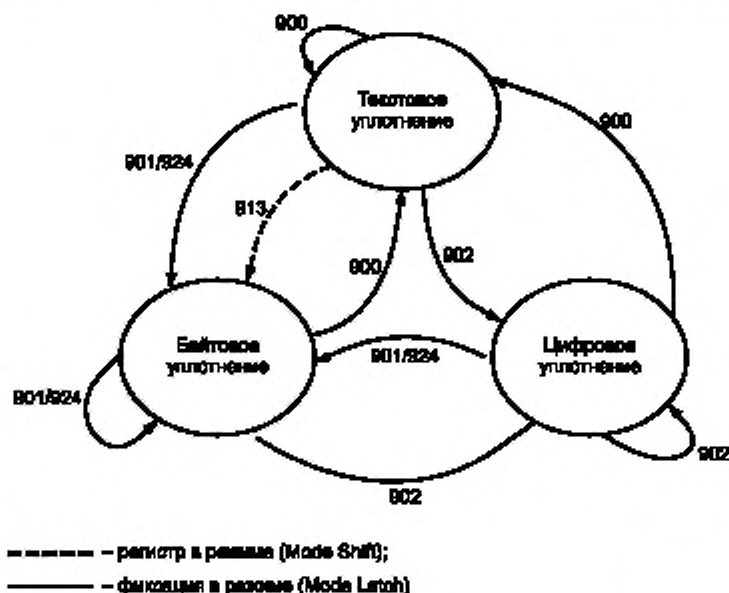 900
Текстовое
уплотнение
900
901/924
913
900
902
Байтовое
уплотнение
901/924
Цифровое
уплотнение
901/924
902
902
– регистр в режиме (Mode Shift);
– фиксация в режиме (Mode Latch)